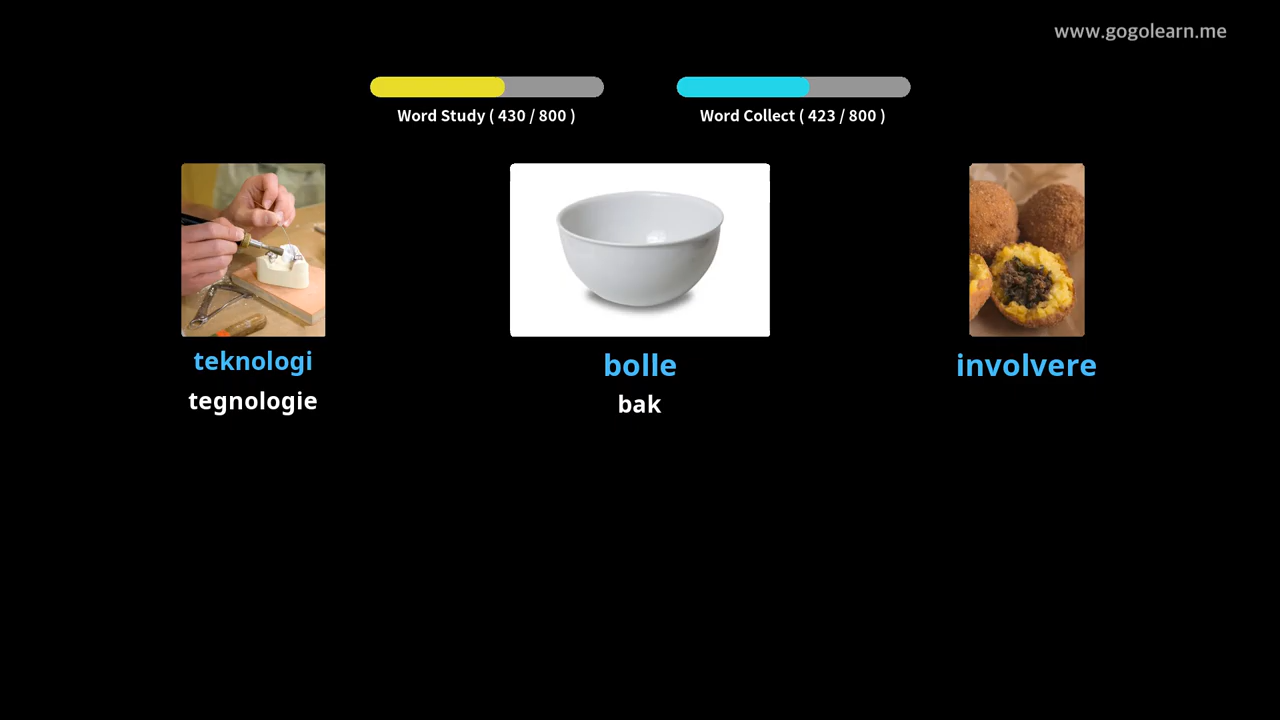 www.gogolearn.me
Word Study ( 430 / 800 )
Word Collect ( 423 / 800 )
teknologi
bolle
involvere
tegnologie
bak